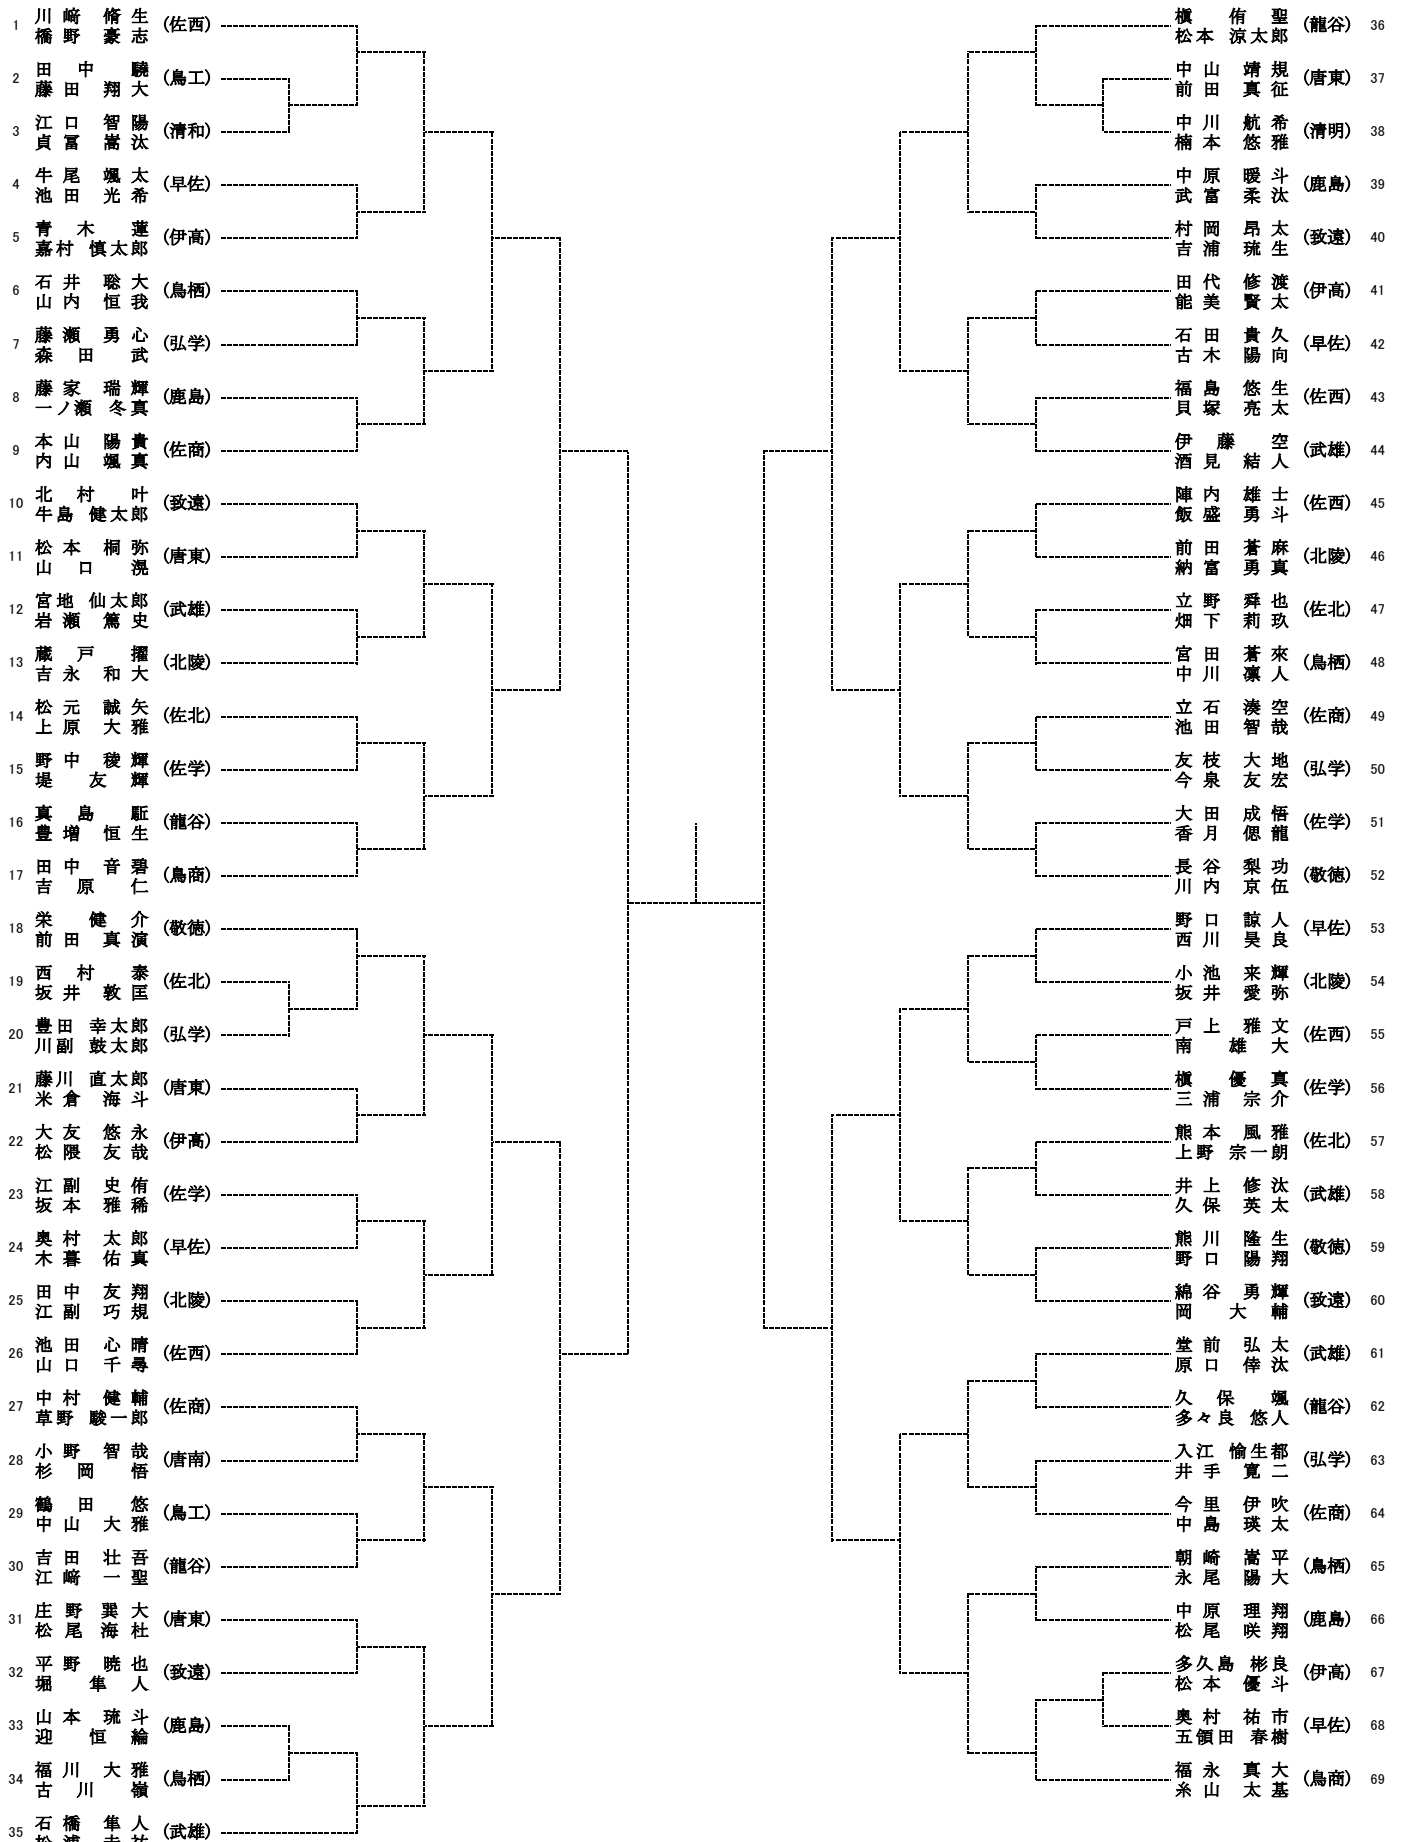 1 川﨑 脩生 (佐西)
橋野 豪志
2 田中 驍 (鳥工)
藤田 翔大
3 江口 智陽 (清和)
貞冨 嵩汰
4 牛尾 颯太 (早佐)
池田 光希
5 青木 蓮 (伊高)
嘉村 慎太郎
6 石井 聡大 (鳥栖)
山内 恒我
7 藤瀬 勇心 (弘学)
森田 武
8 藤家 瑞輝 (鹿島)
一ノ瀬 冬真
9 本山 陽貴 (佐商)
内山 颯真
10 北村 叶 (致遠)
牛島 健太郎
11 松本 桐弥 (唐東)
山口 滉
12 宮地 仙太郎 (武雄)
岩瀬 篤史
13 蔵戸 擢 (北陵)
吉永 和大
14 松元 誠矢 (佐北)
上原 大雅
15 野中 稜輝 (佐学)
堤 友輝
16 真島 駈 (龍谷)
豊増 恒生
17 田中 音碧 (鳥商)
吉原 仁
18 栄 健介 (敬徳)
前田 真演
19 西村 泰 (佐北)
坂井 敦匡
20 豊田 幸太郎 (弘学)
川副 鼓太郎
21 藤川 直太郎 (唐東)
米倉 海斗
22 大友 悠永 (伊高)
松隈 友哉
23 江副 史侑 (佐学)
坂本 雅稀
24 奥村 太郎 (早佐)
木暮 佑真
25 田中 友翔 (北陵)
江副 巧規
26 池田 心晴 (佐西)
山口 千尋
27 中村 健輔 (佐商)
草野 駿一郎
28 小野 智哉 (唐南)
杉岡 悟
29 鶴田 悠 (鳥工)
中山 大雅
30 吉田 壮吾 (龍谷)
江﨑 一聖
31 庄野 巽大 (唐東)
松尾 海杜
32 平野 暁也 (致遠)
堀 隼人
33 山本 琉斗 (鹿島)
迎 恒綸
34 福川 大雅 (鳥栖)
古川 嶺
35 石橋 隼人 (武雄)
槇 侑聖 (龍谷) 36
松本 涼太郎
中山 靖規 (唐東) 37
前田 真征
中川 航希 (清明) 38
楠本 悠雅
中原 暖斗 (鹿島) 39
武富 柔汰
村岡 昂太 (致遠) 40
吉浦 琉生
田代 修渡 (伊高) 41
能美 賢太
石田 貴久 (早佐) 42
古木 陽向
福島 悠生 (佐西) 43
貝塚 亮太
伊藤 空 (武雄) 44
酒見 結人
陣内 雄士 (佐西) 45
飯盛 勇斗
前田 蒼麻 (北陵) 46
納富 勇真
立野 舜也 (佐北) 47
畑下 莉玖
宮田 蒼來 (鳥栖) 48
中川 凛人
立石 湊空 (佐商) 49
池田 智哉
友枝 大地 (弘学) 50
今泉 友宏
大田 成悟 (佐学) 51
香月 偲龍
長谷 梨功 (敬徳) 52
川内 京伍
野口 諒人 (早佐) 53
西川 昊良
小池 来輝 (北陵) 54
坂井 愛弥
戸上 雅文 (佐西) 55
南 雄大
槇 優真 (佐学) 56
三浦 宗介
熊本 風雅 (佐北) 57
上野 宗一朗
井上 修汰 (武雄) 58
久保 英太
熊川 隆生 (敬徳) 59
野口 陽翔
綿谷 勇輝 (致遠) 60
岡 大輔
堂前 弘太 (武雄) 61
原口 倖汰
久保 颯 (龍谷) 62
多々良 悠人
入江 愉生都 (弘学) 63
井手 寛二
今里 伊吹 (佐商) 64
中島 瑛太
朝崎 嵩平 (鳥栖) 65
永尾 陽大
中原 理翔 (鹿島) 66
松尾 咲翔
多久島 彬良 (伊高) 67
松本 優斗
奥村 祐市 (早佐) 68
五領田 春樹
福永 真大 (鳥商) 69
糸山 太基